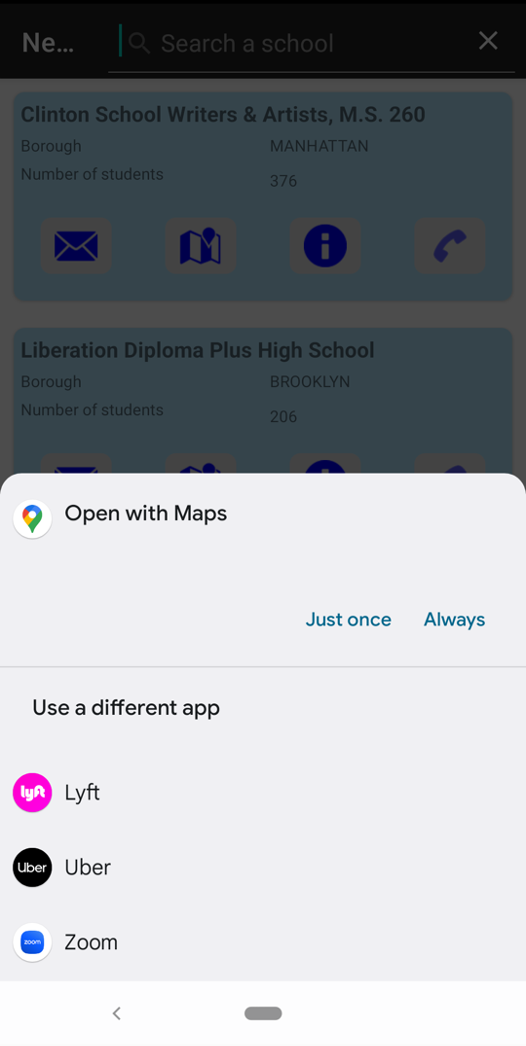 Ne...
Search a school
Clinton School Writers & Artists, M.S. 260
Borough MANHATTAN
Number of students 376
Liberation Diploma Plus High School
Borough BROOKLYN
Number of students 206
Open with Maps
Just once Always
Use a different app
lyft Lyft
Uber Uber
zoom Zoom